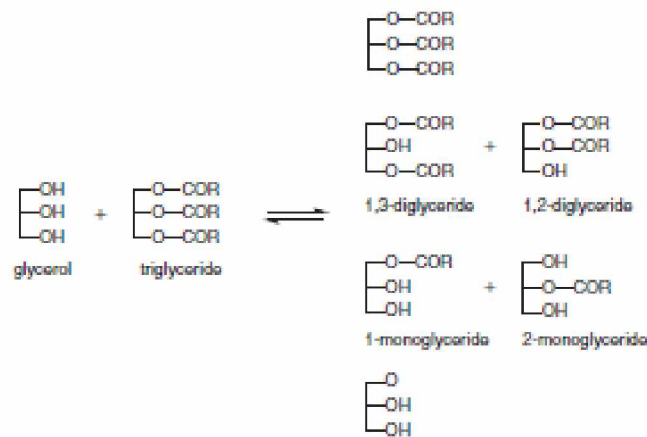 OH
OH
OH
glycerol
+
O—COR
O—COR
O—COR
triglyceride
⇌
O—COR
O—COR
O—COR
O—COR
OH
O—COR
1,3-diglyceride
+
O—COR
O—COR
OH
1,2-diglyceride
O—COR
OH
OH
1-monoglyceride
+
OH
O—COR
OH
2-monoglyceride
O
OH
OH